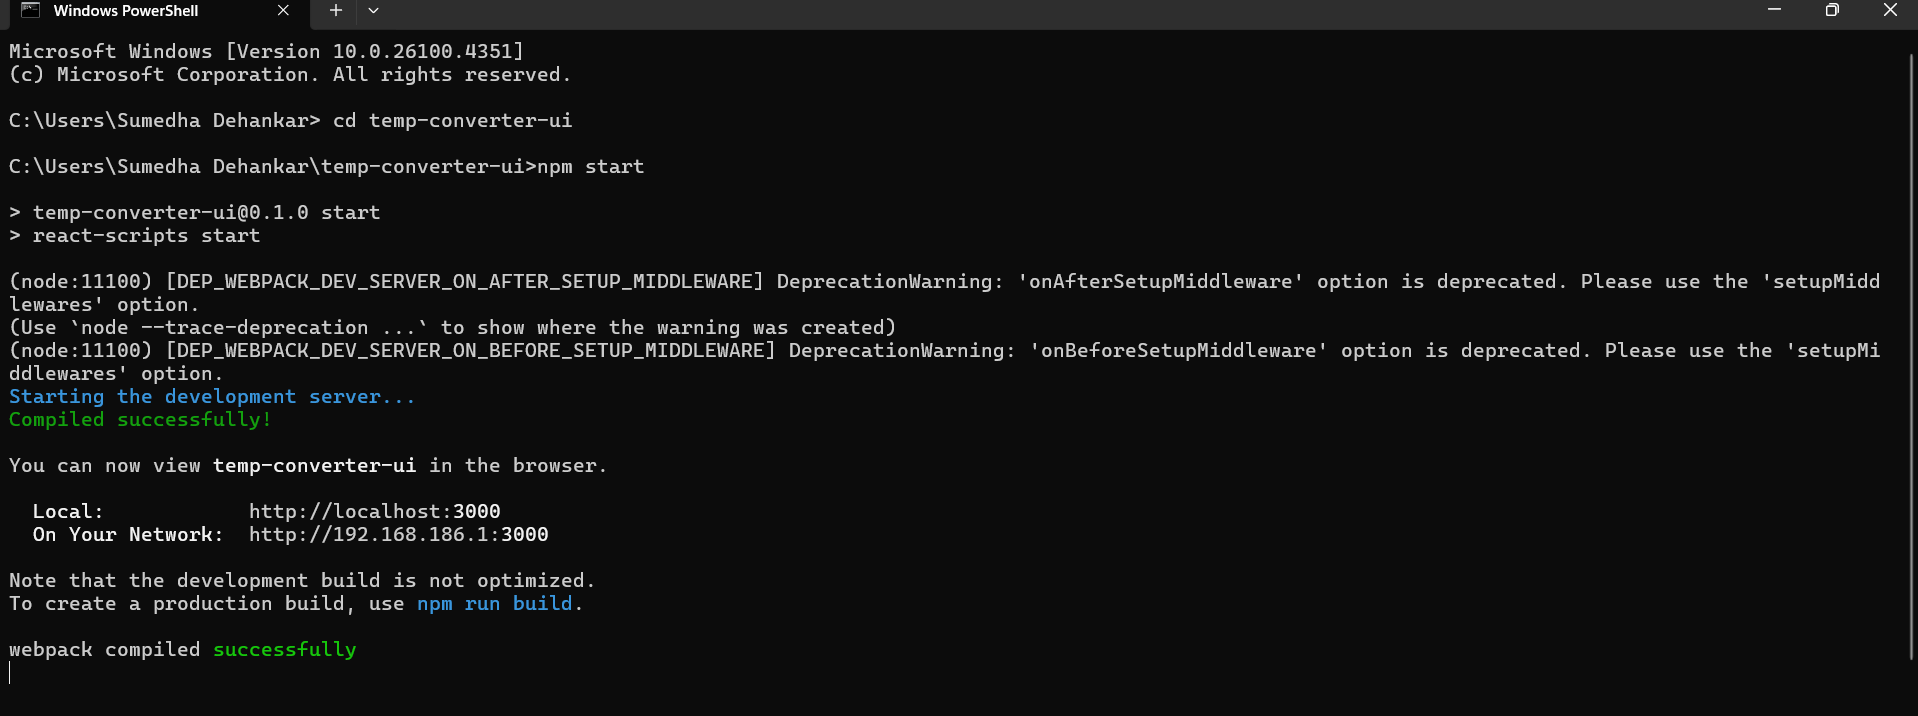 Windows PowerShell
Microsoft Windows [Version 10.0.26100.4351]
(c) Microsoft Corporation. All rights reserved.
C:\Users\Sumedha Dehankar> cd temp-converter-ui
C:\Users\Sumedha Dehankar\temp-converter-ui>npm start
> temp-converter-ui@0.1.0 start
> react-scripts start
(node:11100) [DEP_WEBPACK_DEV_SERVER_ON_AFTER_SETUP_MIDDLEWARE] DeprecationWarning: 'onAfterSetupMiddleware' option is deprecated. Please use the 'setupMidd
lewares' option.
(Use `node --trace-deprecation ...` to show where the warning was created)
(node:11100) [DEP_WEBPACK_DEV_SERVER_ON_BEFORE_SETUP_MIDDLEWARE] DeprecationWarning: 'onBeforeSetupMiddleware' option is deprecated. Please use the 'setupMi
ddlewares' option.
Starting the development server...
Compiled successfully!
You can now view temp-converter-ui in the browser.
Local: http://localhost:3000
On Your Network: http://192.168.186.1:3000
Note that the development build is not optimized.
To create a production build, use npm run build.
webpack compiled successfully